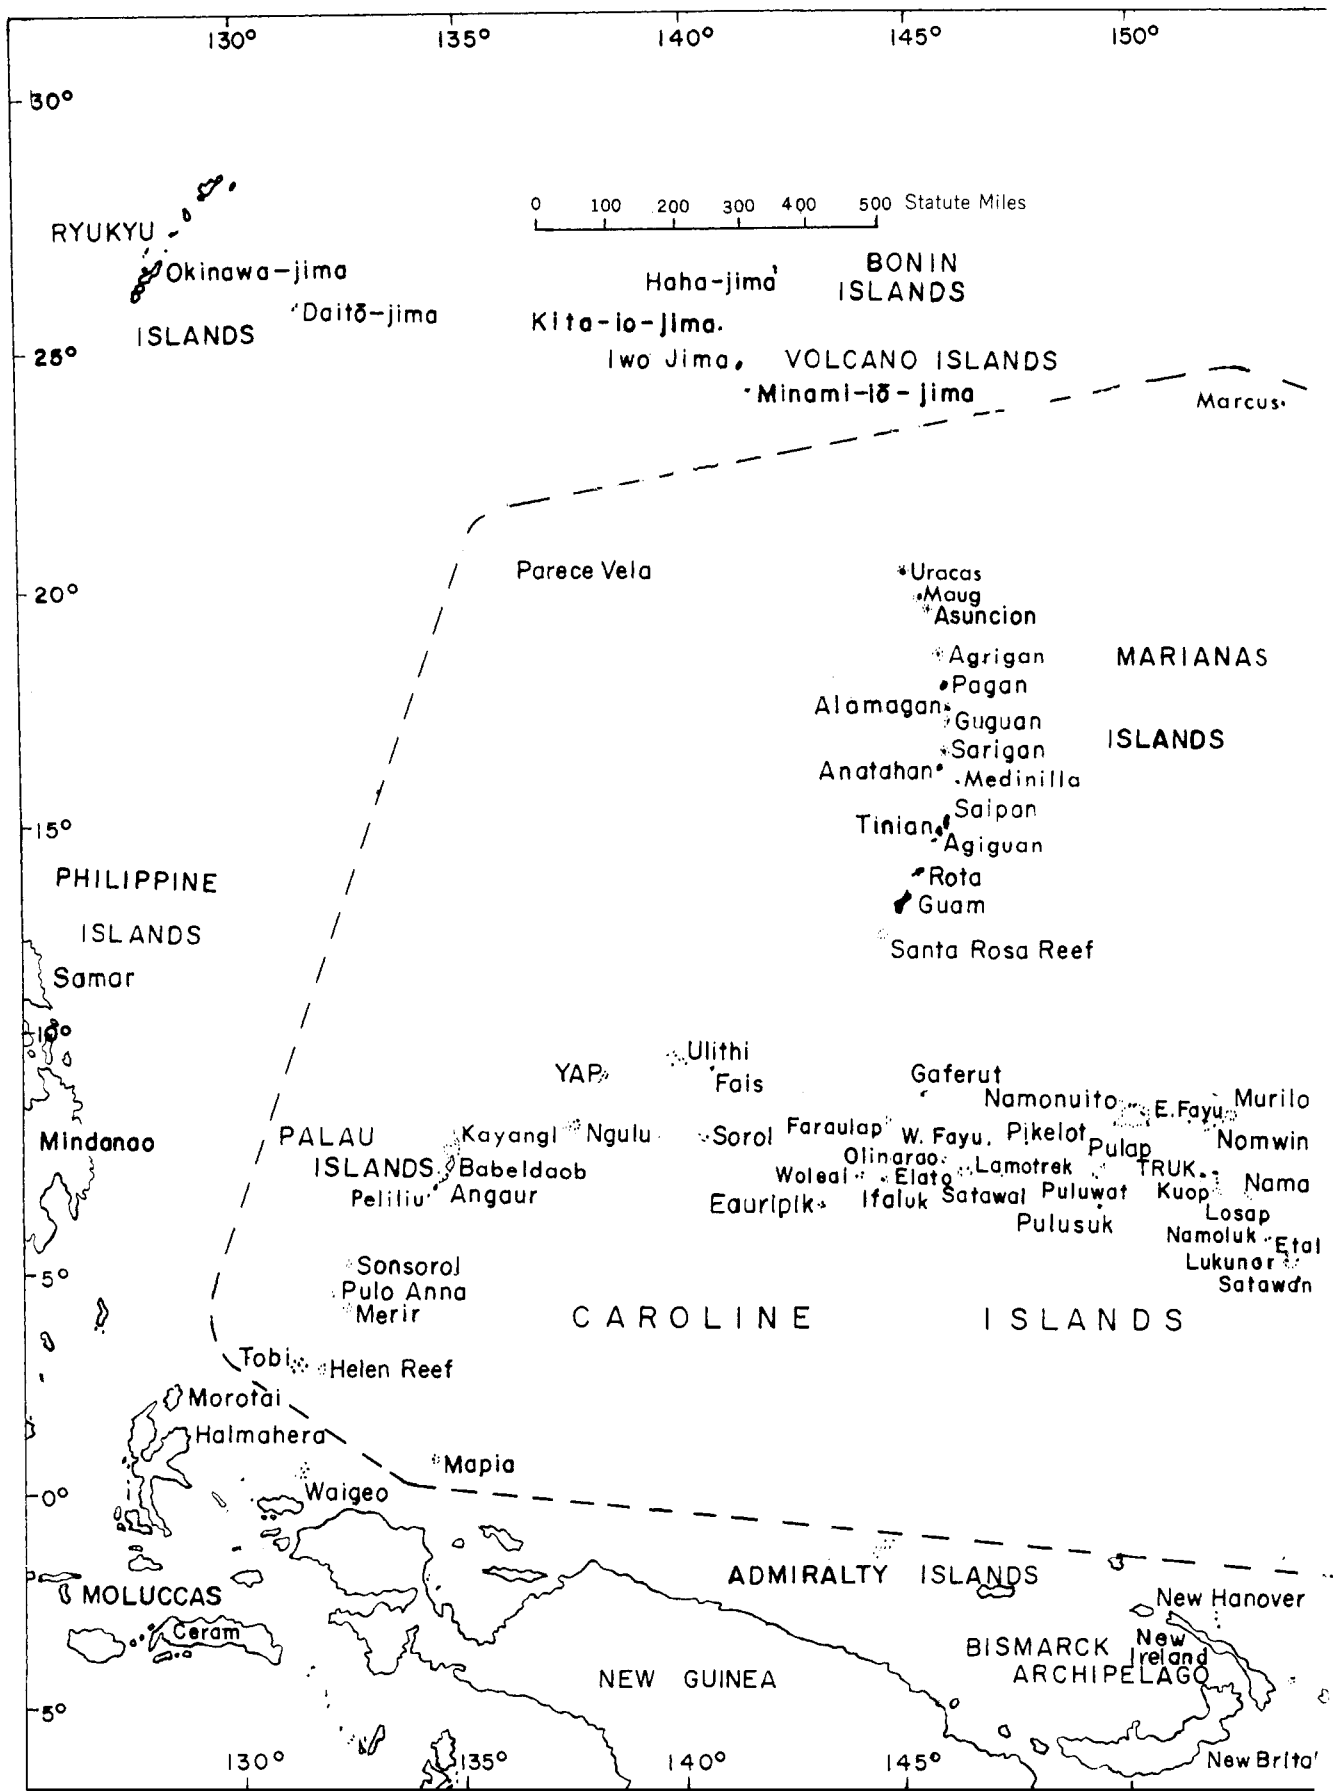 130° 135° 140° 145° 150°
30°
0 100 200 300 400 500 Statute Miles
RYUKYU
Okinawa-jima
Haha-jima
BONIN
ISLANDS
Daitō-jima
ISLANDS
Kita-io-jima
25°
Iwo Jima
VOLCANO ISLANDS
Minami-iō-jima
Marcus
Parece Vela
Uracas
20°
Maug
Asuncion
Agrigan
MARIANAS
Pagan
Alamagan
Guguan
ISLANDS
Sarigan
Anatahan
Medinilla
Saipan
15°
Tinian
Agiguan
PHILIPPINE
Rota
Guam
ISLANDS
Santa Rosa Reef
Samar
10°
Ulithi
YAP
Fais
Gaferut
Namonuito
E. Fayu
Murilo
Mindanao
PALAU
Kayangl
Ngulu
Sorol
Faraulap
W. Fayu
Pikelot
Pulap
Nomwin
ISLANDS
Babeldaob
Olinarao
Woleai
Elato
Lamotrek
TRUK
Peliliu
Angaur
Eauripik
Ifaluk
Satawal
Puluwat
Kuop
Nama
Pulusuk
Losap
Namoluk
Etal
Sonsorol
Lukunor
5°
Pulo Anna
Satawan
Merir
CAROLINE ISLANDS
Tobi
Helen Reef
Morotai
Halmahera
Mapia
0°
Waigeo
MOLUCCAS
ADMIRALTY ISLANDS
New Hanover
Ceram
BISMARCK
New
Ireland
ARCHIPELAGO
NEW GUINEA
5°
130° 135° 140° 145° 150°
New Brita'